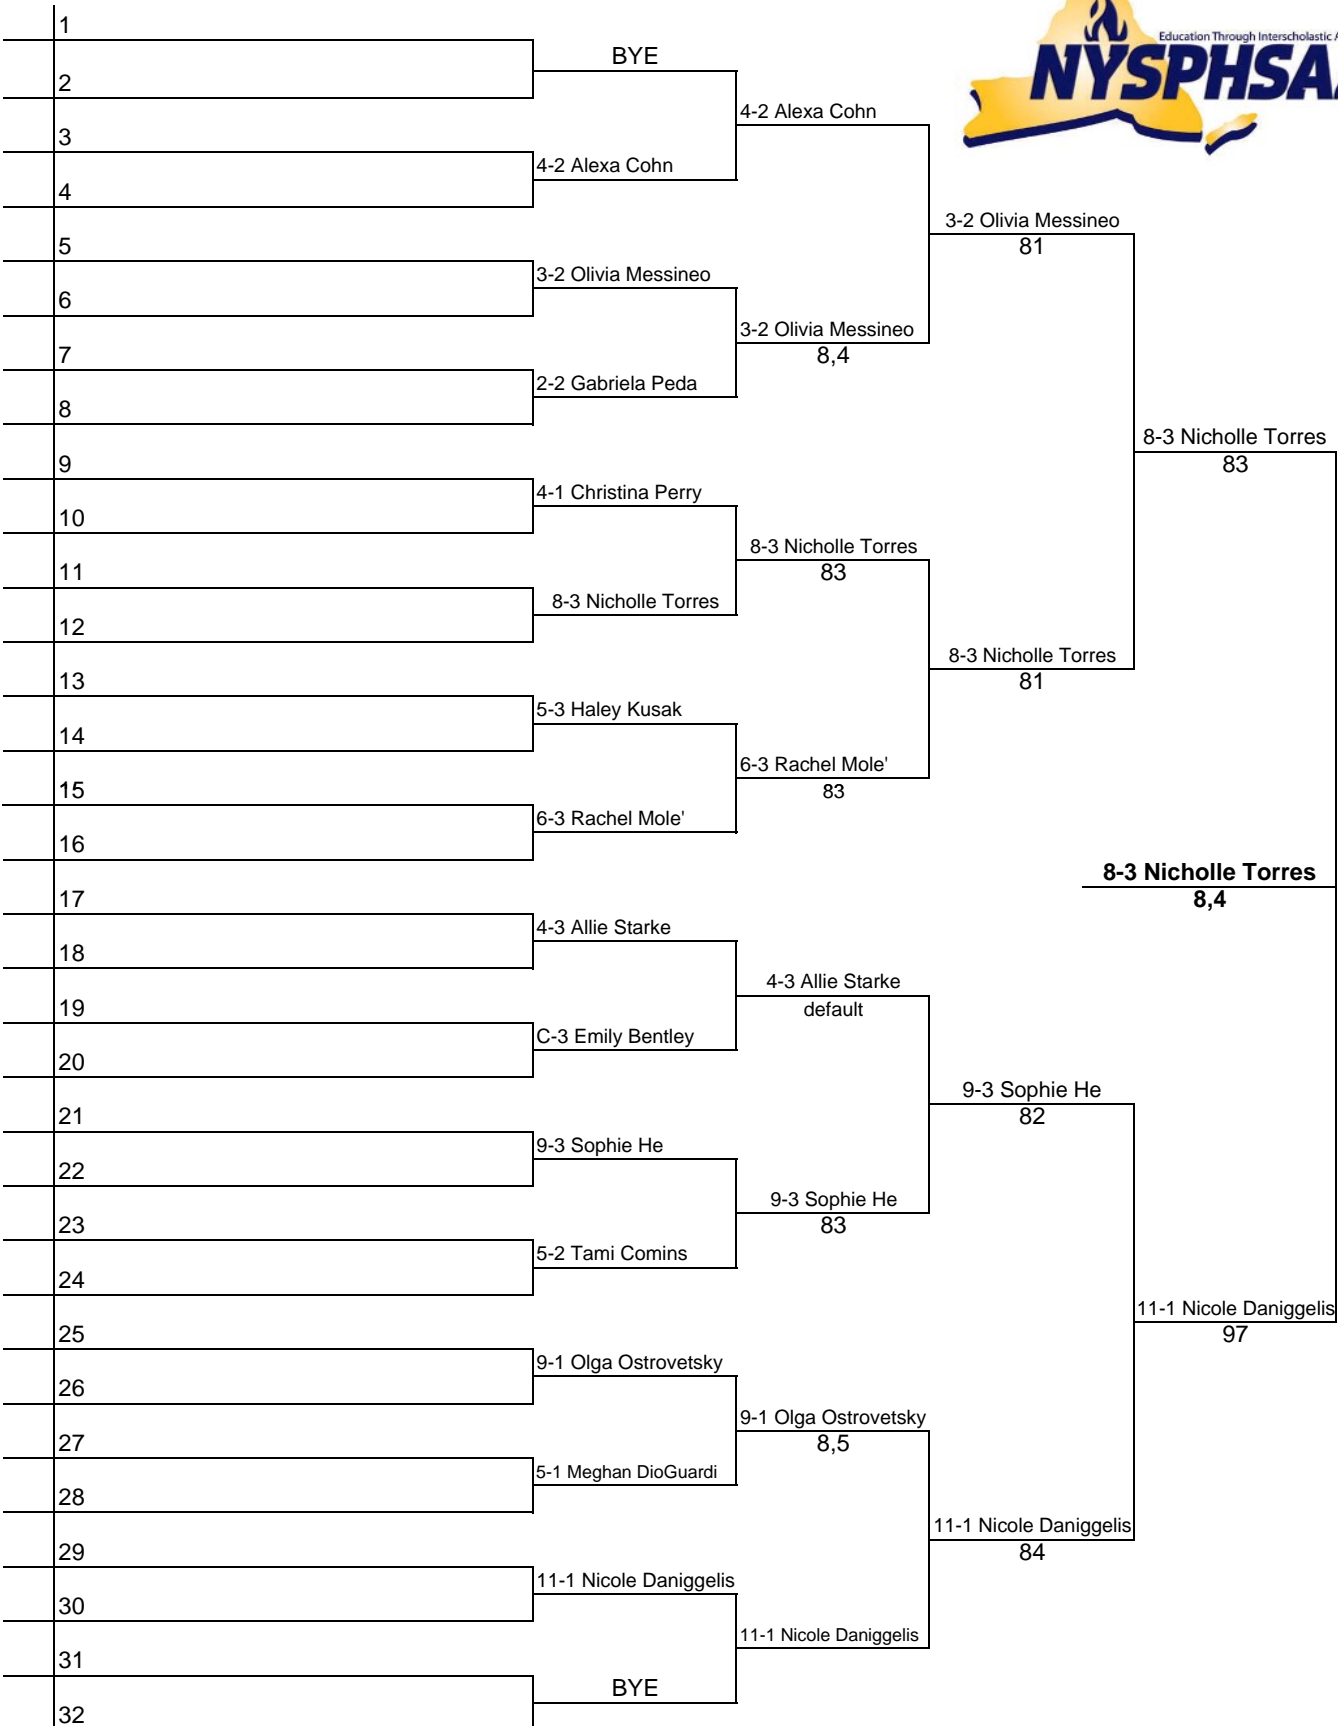 Education Through Interscholastic A
NYSPHSAA
1
BYE
2
4-2 Alexa Cohn
3
4-2 Alexa Cohn
4
3-2 Olivia Messineo
81
5
3-2 Olivia Messineo
6
3-2 Olivia Messineo
8,4
7
2-2 Gabriela Peda
8
8-3 Nicholle Torres
83
9
4-1 Christina Perry
10
8-3 Nicholle Torres
83
11
8-3 Nicholle Torres
12
8-3 Nicholle Torres
81
13
5-3 Haley Kusak
14
6-3 Rachel Mole'
83
15
6-3 Rachel Mole'
16
8-3 Nicholle Torres
8,4
17
4-3 Allie Starke
18
4-3 Allie Starke
default
19
C-3 Emily Bentley
20
9-3 Sophie He
82
21
9-3 Sophie He
22
9-3 Sophie He
83
23
5-2 Tami Comins
24
11-1 Nicole Daniggelis
97
25
9-1 Olga Ostrovetsky
26
9-1 Olga Ostrovetsky
8,5
27
5-1 Meghan DioGuardi
28
11-1 Nicole Daniggelis
84
29
11-1 Nicole Daniggelis
30
11-1 Nicole Daniggelis
31
BYE
32